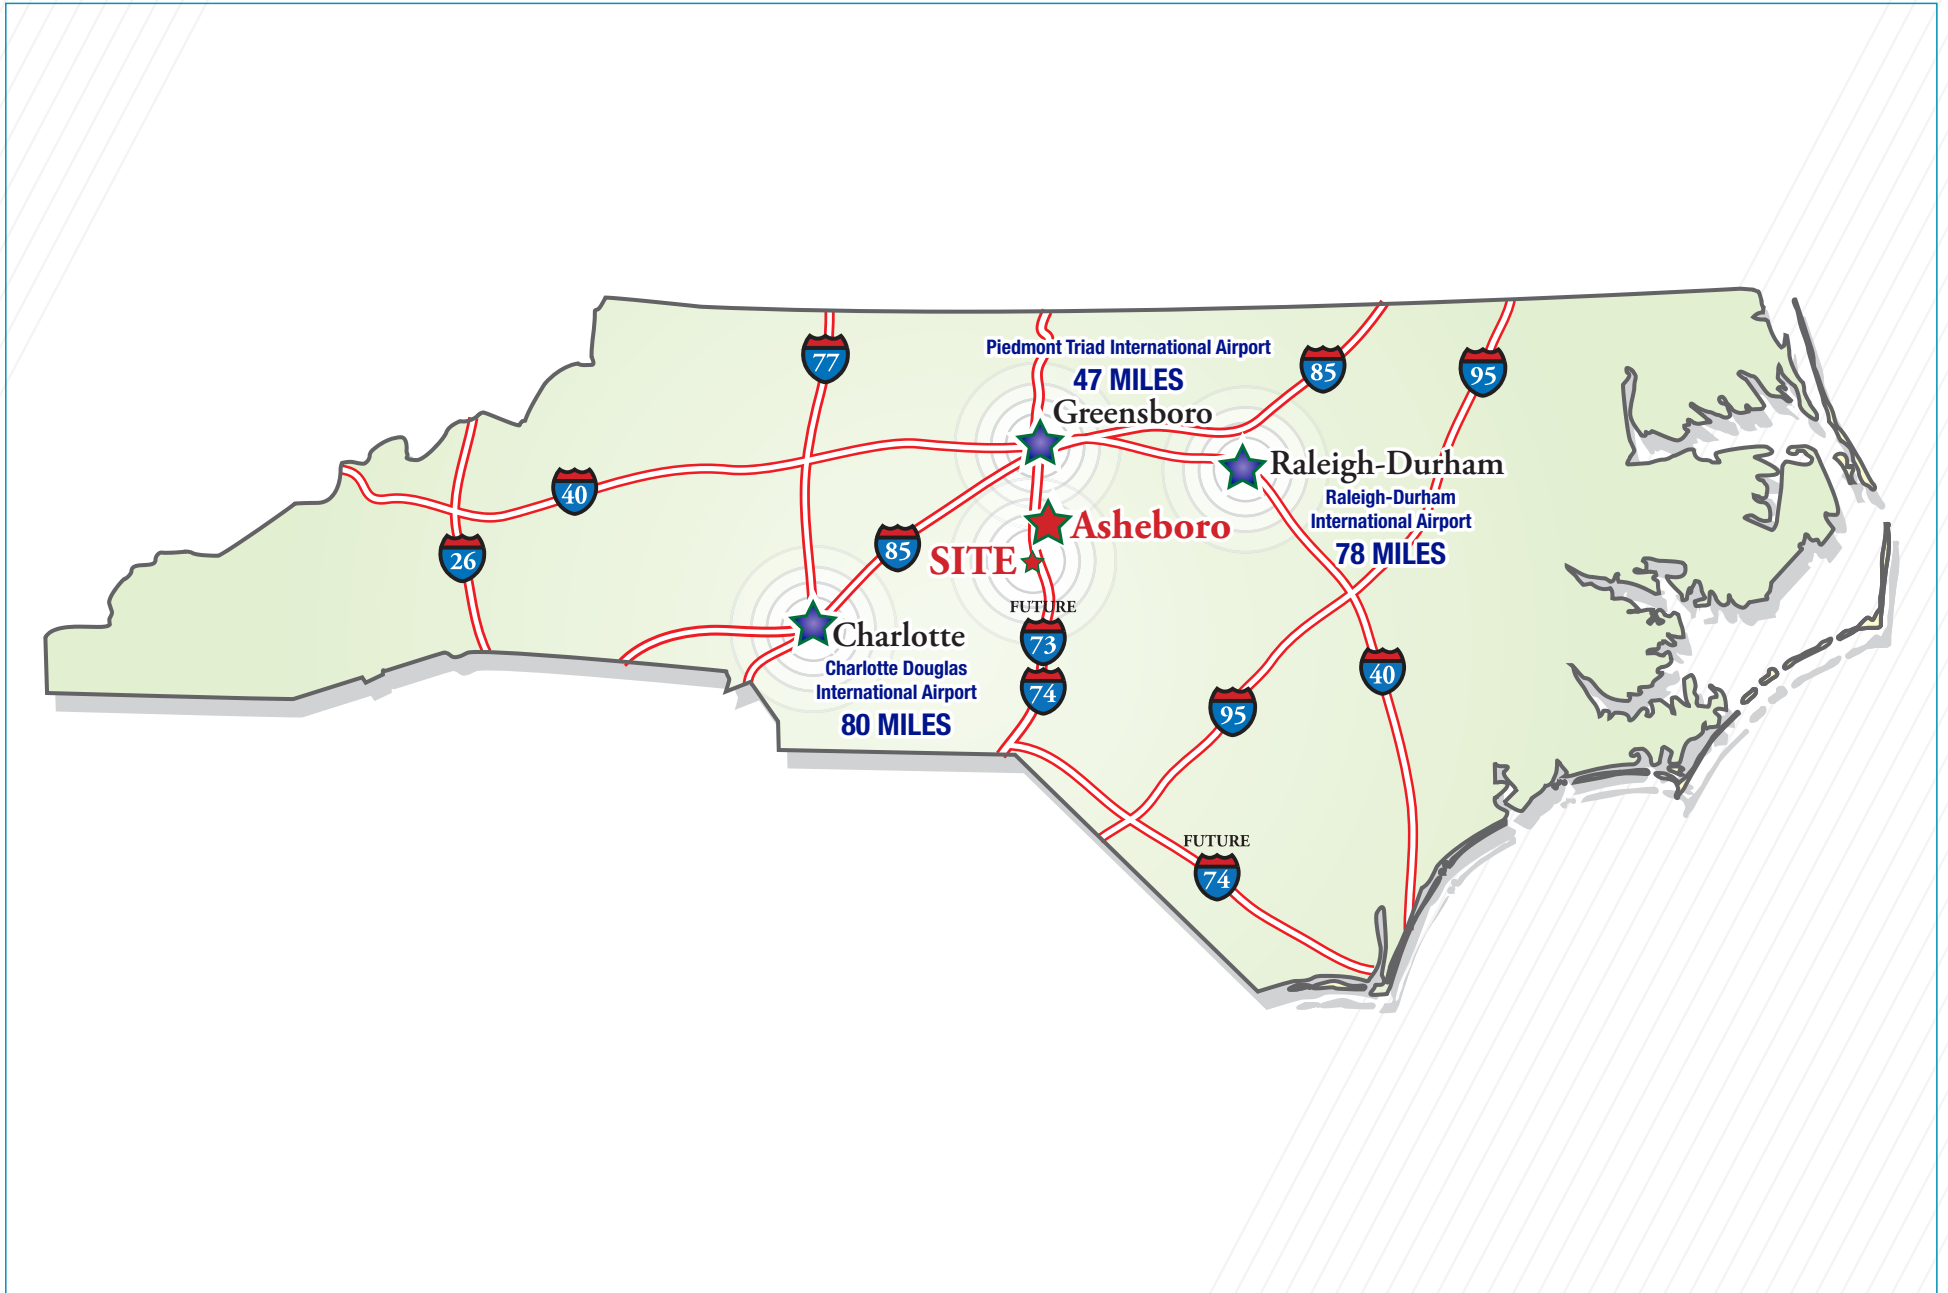 77
Piedmont Triad International Airport
47 MILES
85
95
Greensboro
Raleigh-Durham
Raleigh-Durham
International Airport
78 MILES
40
26
85
Asheboro
SITE
FUTURE
73
74
Charlotte
Charlotte Douglas
International Airport
80 MILES
40
95
FUTURE
74